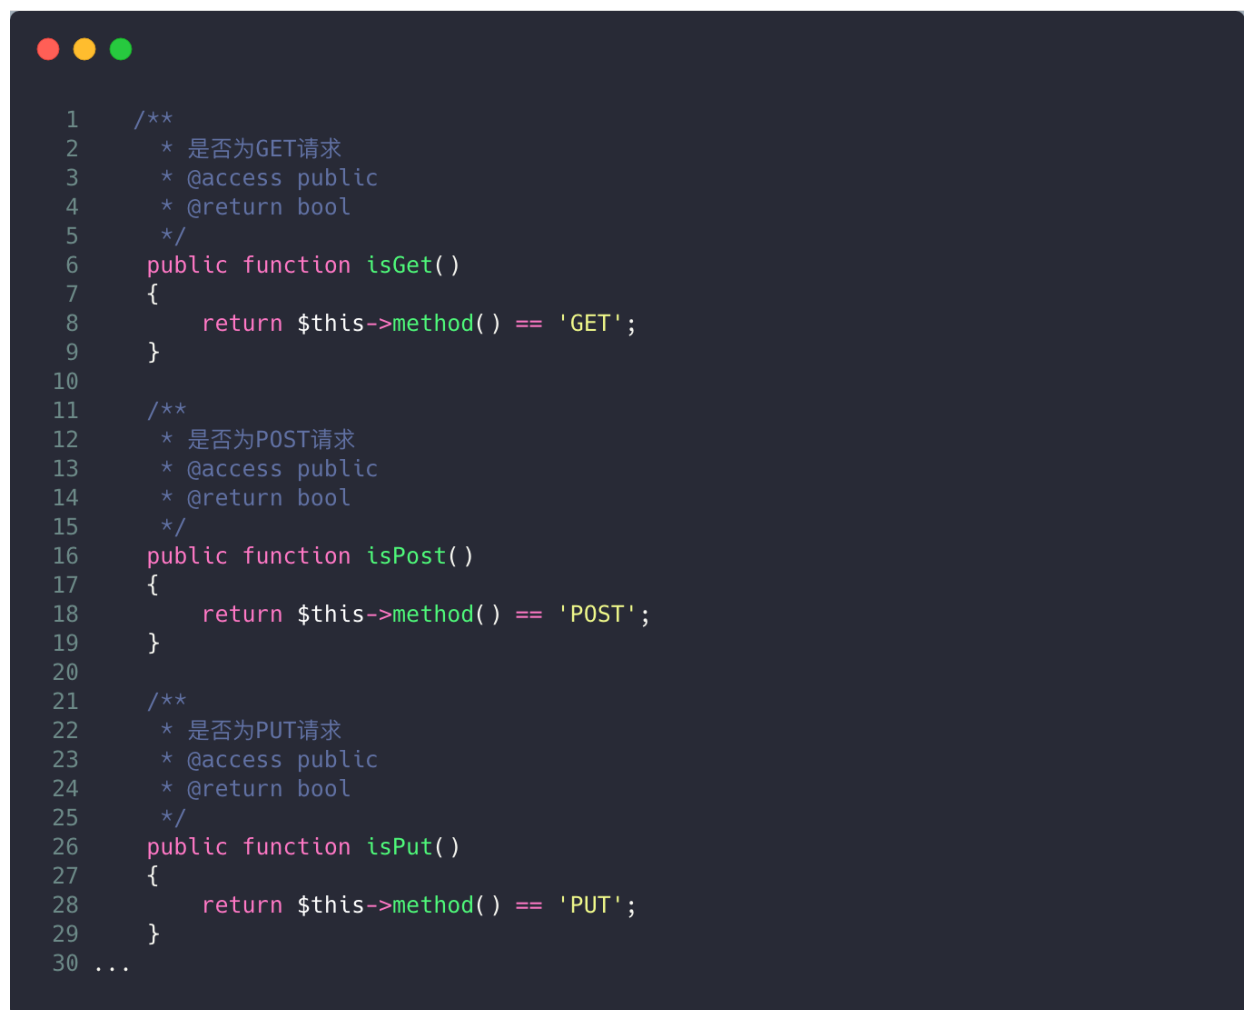 1 /**
2 * 是否为GET请求
3 * @access public
4 * @return bool
5 */
6 public function isGet()
7 {
8 return $this->method() == 'GET';
9 }
10
11 /**
12 * 是否为POST请求
13 * @access public
14 * @return bool
15 */
16 public function isPost()
17 {
18 return $this->method() == 'POST';
19 }
20
21 /**
22 * 是否为PUT请求
23 * @access public
24 * @return bool
25 */
26 public function isPut()
27 {
28 return $this->method() == 'PUT';
29 }
30 ...